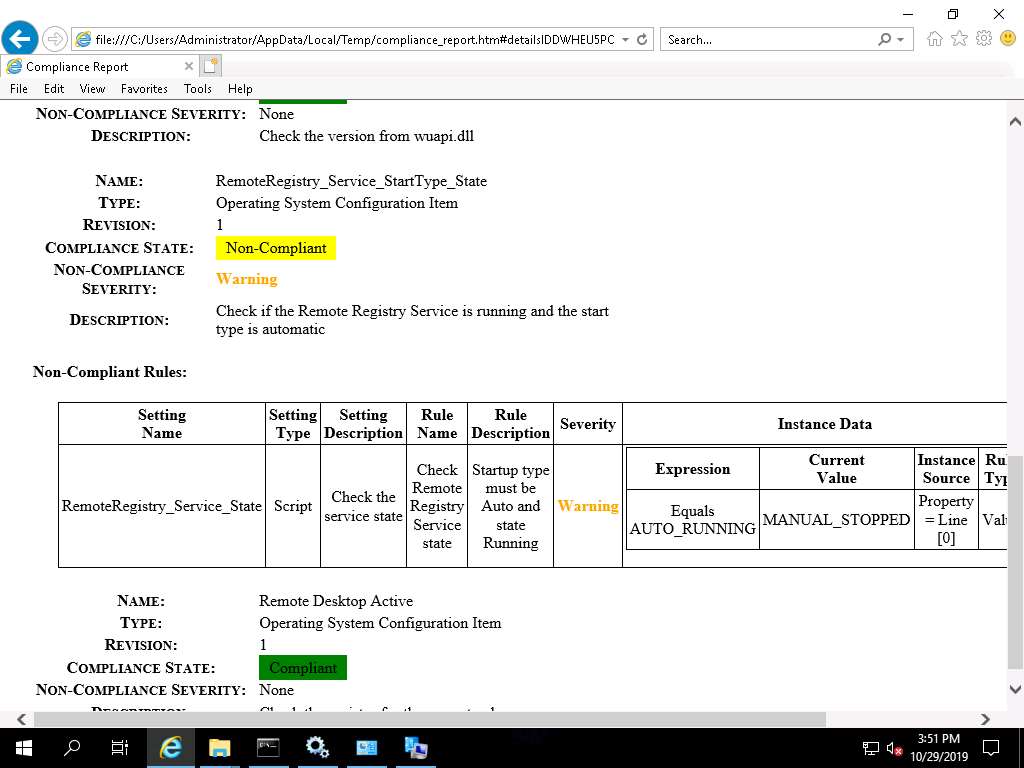 file:///C:/Users/Administrator/AppData/Local/Temp/compliance_report.htm#detailsIDDWHEU5PC
Search...
Compliance Report
File Edit View Favorites Tools Help
NON-COMPLIANCE SEVERITY: None
DESCRIPTION: Check the version from wuapi.dll
NAME: RemoteRegistry_Service_StartType_State
TYPE: Operating System Configuration Item
REVISION: 1
COMPLIANCE STATE: Non-Compliant
NON-COMPLIANCE
SEVERITY:
Warning
DESCRIPTION:
Check if the Remote Registry Service is running and the start
type is automatic
Non-Compliant Rules:
Setting
Name
Setting
Type
Setting
Description
Rule
Name
Rule
Description
Severity
Instance Data
RemoteRegistry_Service_State
Script
Check the
service state
Check
Remote
Registry
Service
state
Startup type
must be
Auto and
state
Running
Warning
Expression
Current
Value
Instance
Source
Equals
AUTO_RUNNING
MANUAL_STOPPED
Property
= Line
[0]
NAME: Remote Desktop Active
TYPE: Operating System Configuration Item
REVISION: 1
COMPLIANCE STATE: Compliant
NON-COMPLIANCE SEVERITY: None
3:51 PM
10/29/2019